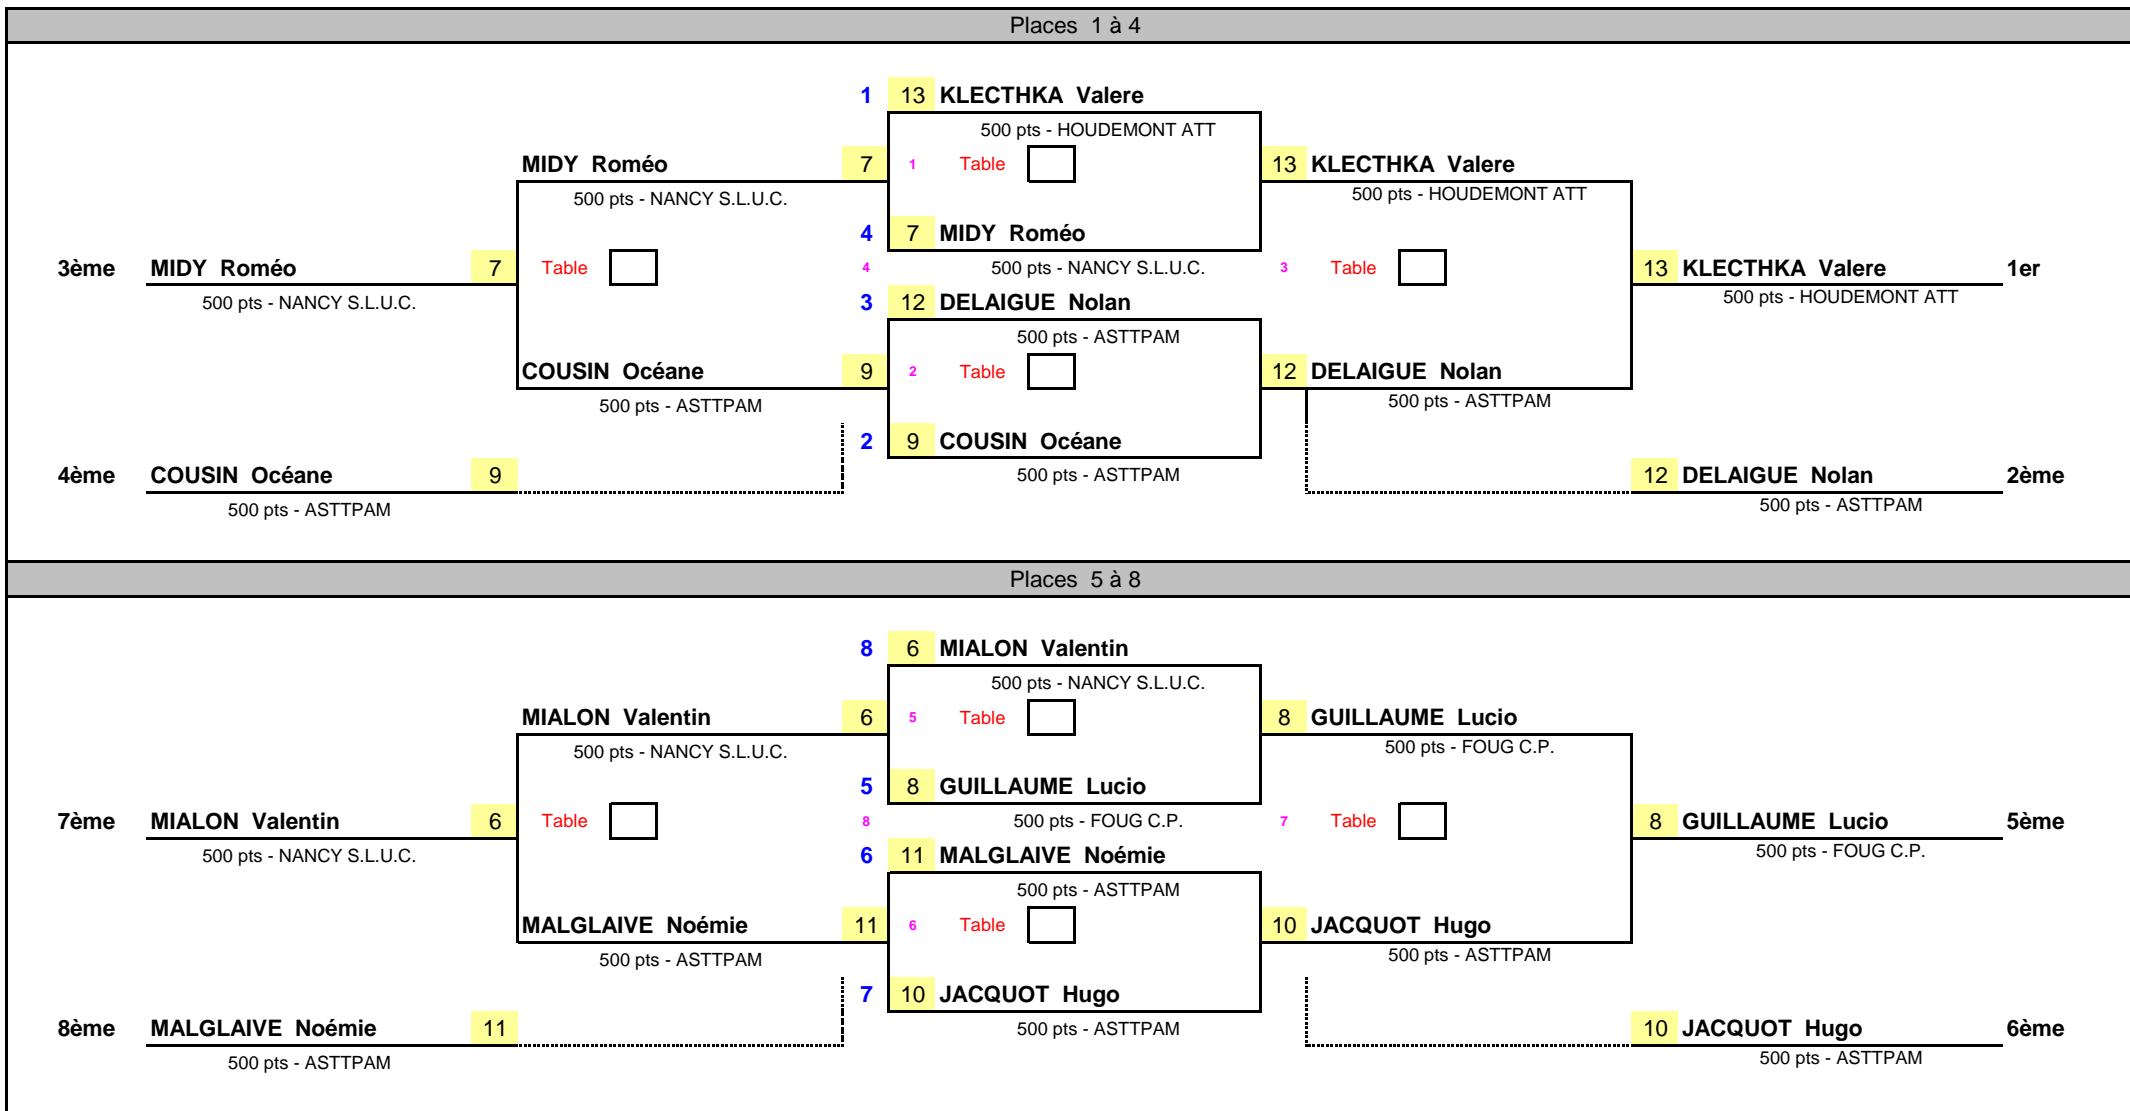 Places 1 à 4
1 13 KLECTHKA Valere
500 pts - HOUDEMONT ATT
MIDY Roméo 7 1 Table 13 KLECTHKA Valere
500 pts - NANCY S.L.U.C. 500 pts - HOUDEMONT ATT
4 7 MIDY Roméo
3ème MIDY Roméo 7 Table 4 500 pts - NANCY S.L.U.C. 3 Table 13 KLECTHKA Valere 1er
500 pts - NANCY S.L.U.C. 3 12 DELAIGUE Nolan 500 pts - HOUDEMONT ATT
500 pts - ASTTPAM
COUSIN Océane 9 2 Table 12 DELAIGUE Nolan
500 pts - ASTTPAM 500 pts - ASTTPAM
2 9 COUSIN Océane
4ème COUSIN Océane 9 500 pts - ASTTPAM 12 DELAIGUE Nolan 2ème
500 pts - ASTTPAM 500 pts - ASTTPAM
Places 5 à 8
8 6 MIALON Valentin
500 pts - NANCY S.L.U.C.
MIALON Valentin 6 5 Table 8 GUILLAUME Lucio
500 pts - NANCY S.L.U.C. 500 pts - FOUG C.P.
5 8 GUILLAUME Lucio
7ème MIALON Valentin 6 Table 8 500 pts - FOUG C.P. 7 Table 8 GUILLAUME Lucio 5ème
500 pts - NANCY S.L.U.C. 6 11 MALGLAIVE Noémie 500 pts - FOUG C.P.
500 pts - ASTTPAM
MALGLAIVE Noémie 11 6 Table 10 JACQUOT Hugo
500 pts - ASTTPAM 500 pts - ASTTPAM
7 10 JACQUOT Hugo
8ème MALGLAIVE Noémie 11 500 pts - ASTTPAM 10 JACQUOT Hugo 6ème
500 pts - ASTTPAM 500 pts - ASTTPAM